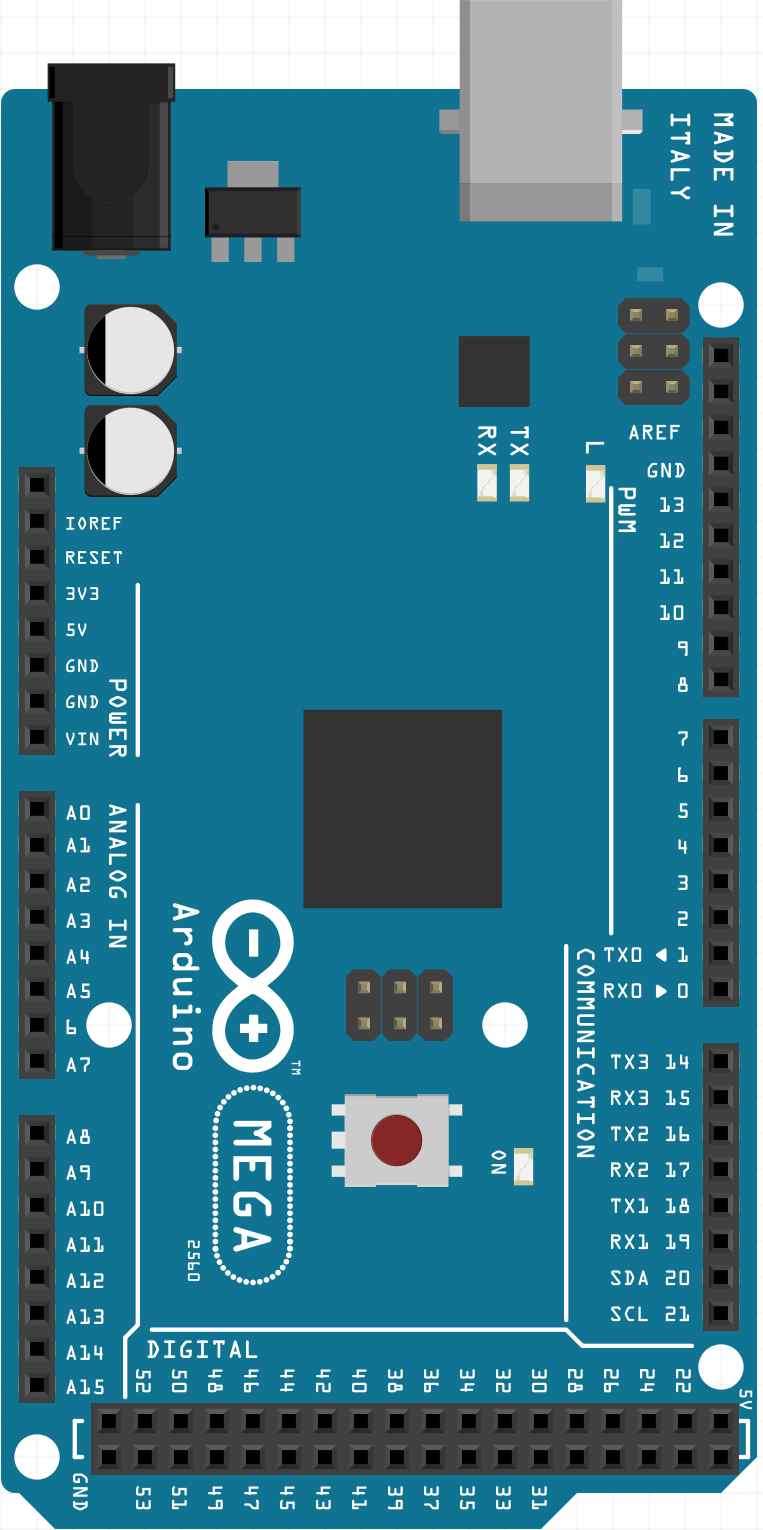 MADE IN
ITALY
RX
TX
L
PWM
AREF
GND
13
12
11
10
9
8
7
6
5
4
3
2
TX0 ◀ 1
RX0 ▶ 0
COMMUNICATION
TX3 14
RX3 15
TX2 16
RX2 17
TX1 18
RX1 19
SDA 20
SCL 21
IOREF
RESET
3V3
5V
GND
GND
VIN
POWER
ANALOG IN
A0
A1
A2
A3
A4
A5
6
A7
A8
A9
A10
A11
A12
A13
A14
A15
Arduino
TM
MEGA
2560
ON
DIGITAL
52 50 48 46 44 42 40 38 36 34 32 30 28 26 24 22
5V
GND
53 51 49 47 45 43 41 39 37 35 33 31